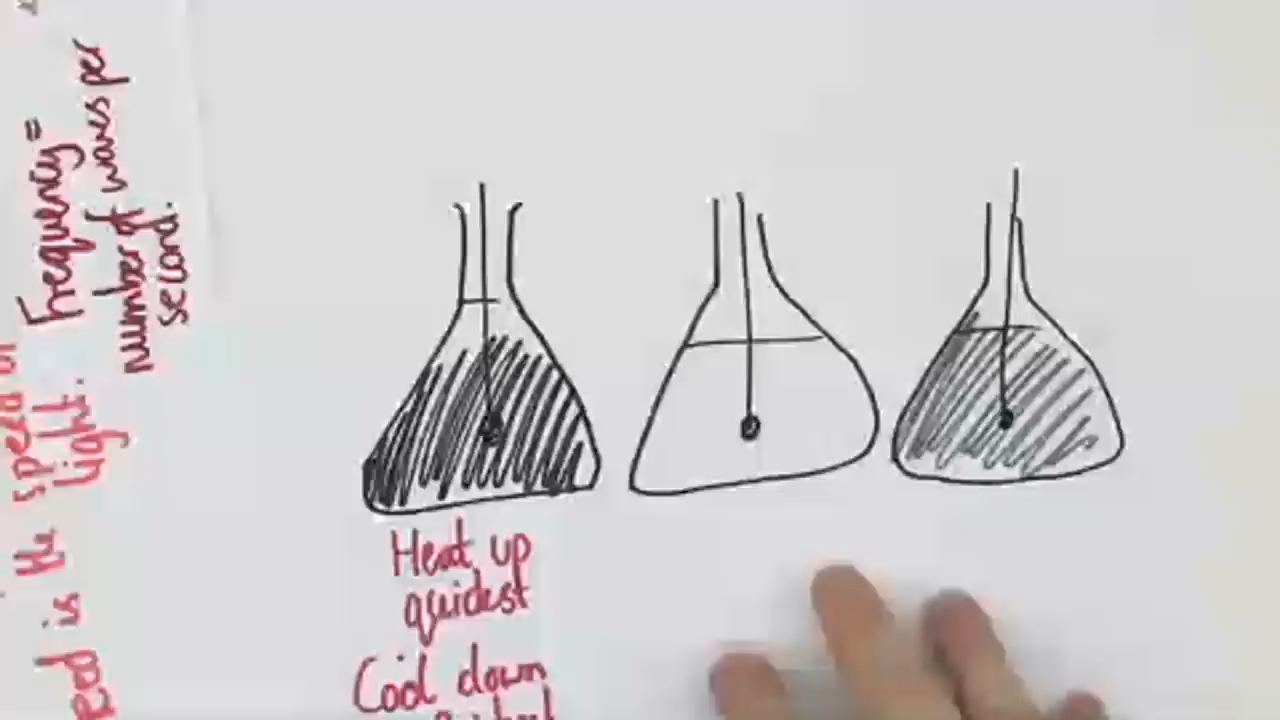 Frequency =
number of waves per
second.
speed is the speed of
light.
Heat up
quickest
Cool down